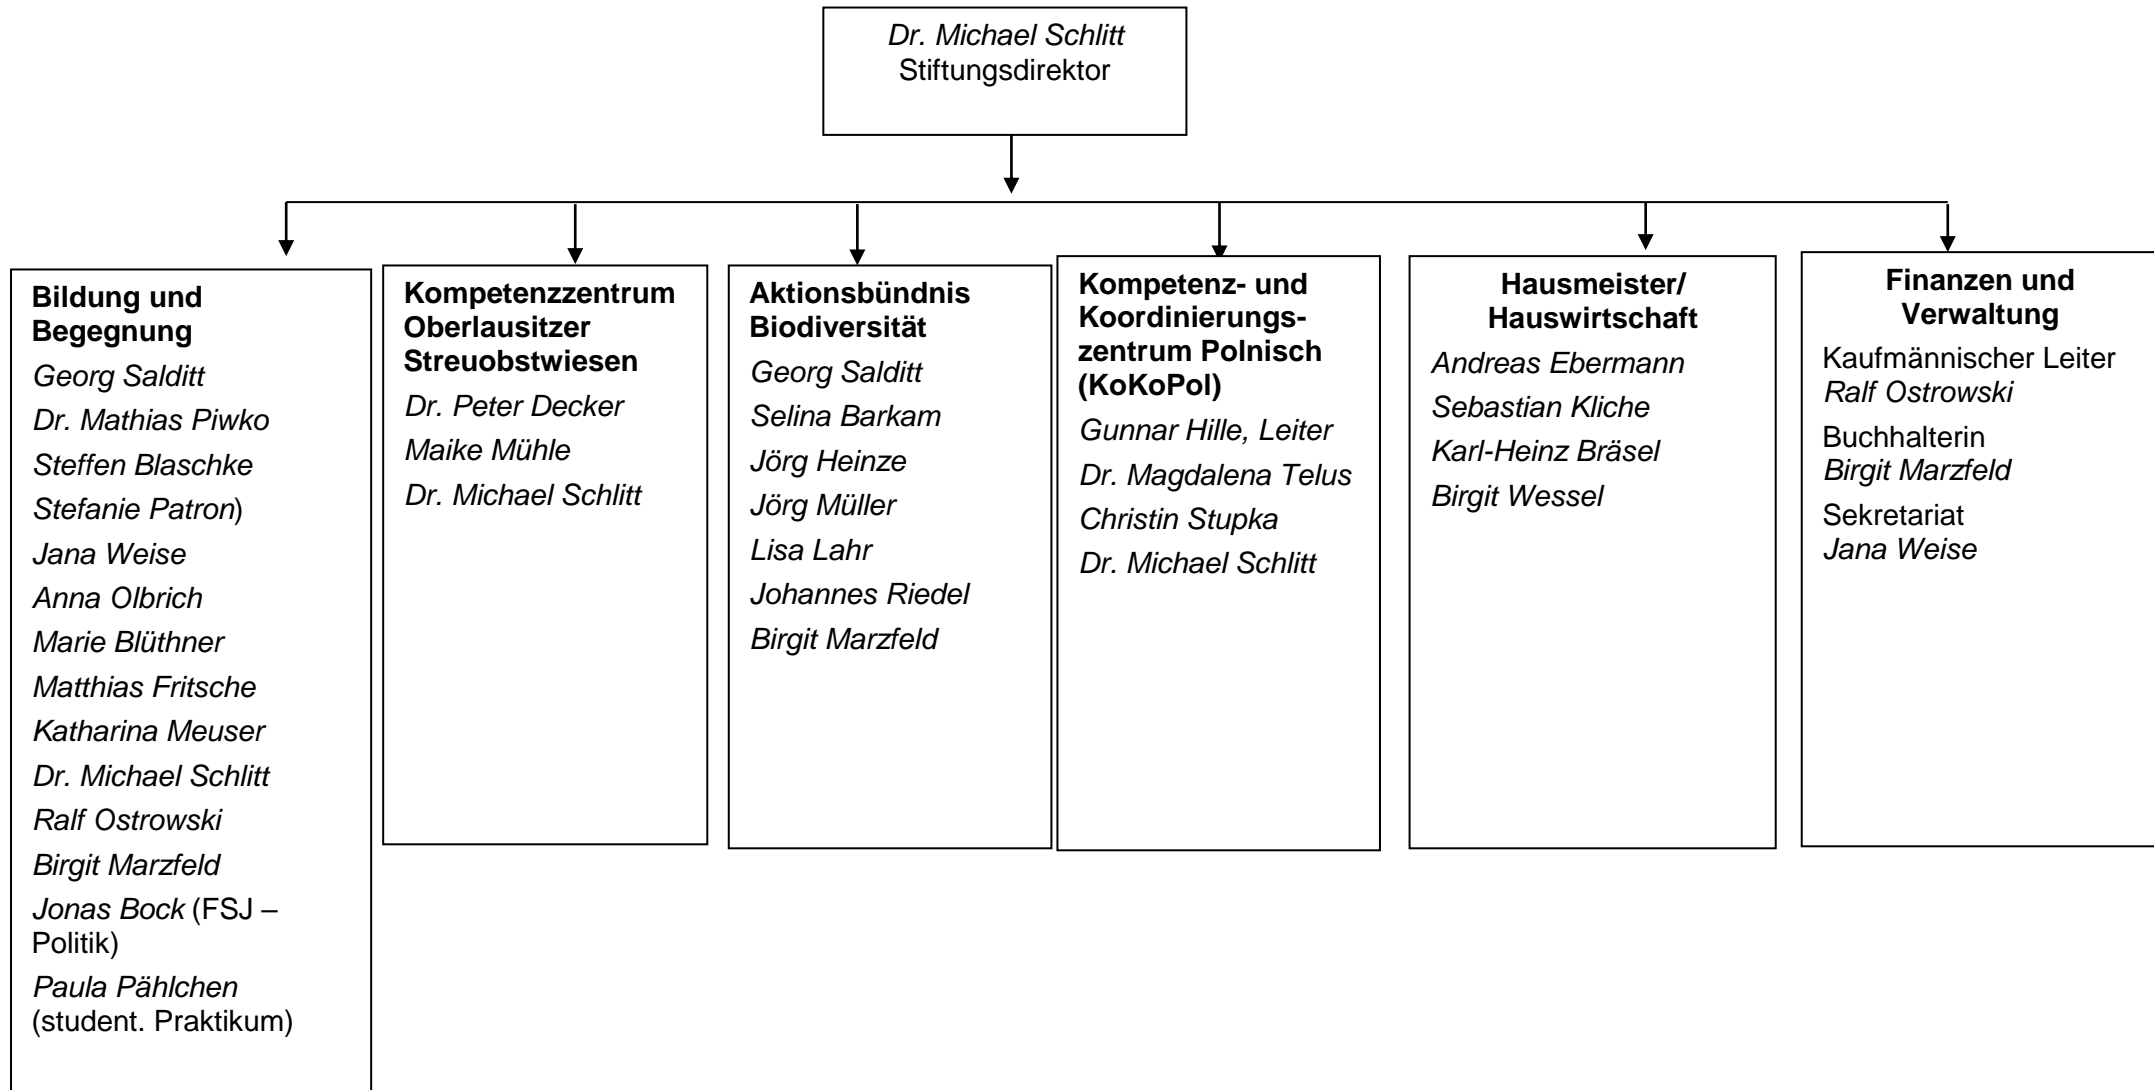 Dr. Michael Schlitt
Stiftungsdirektor
Bildung und
Begegnung
Georg Salditt
Dr. Mathias Piwko
Steffen Blaschke
Stefanie Patron)
Jana Weise
Anna Olbrich
Marie Blüthner
Matthias Fritsche
Katharina Meuser
Dr. Michael Schlitt
Ralf Ostrowski
Birgit Marzfeld
Jonas Bock (FSJ –
Politik)
Paula Pählchen
(student. Praktikum)
Kompetenzzentrum
Oberlausitzer
Streuobstwiesen
Dr. Peter Decker
Maike Mühle
Dr. Michael Schlitt
Aktionsbündnis
Biodiversität
Georg Salditt
Selina Barkam
Jörg Heinze
Jörg Müller
Lisa Lahr
Johannes Riedel
Birgit Marzfeld
Kompetenz- und
Koordinierungs-
zentrum Polnisch
(KoKoPol)
Gunnar Hille, Leiter
Dr. Magdalena Telus
Christin Stupka
Dr. Michael Schlitt
Hausmeister/
Hauswirtschaft
Andreas Ebermann
Sebastian Kliche
Karl-Heinz Bräsel
Birgit Wessel
Finanzen und
Verwaltung
Kaufmännischer Leiter
Ralf Ostrowski
Buchhalterin
Birgit Marzfeld
Sekretariat
Jana Weise